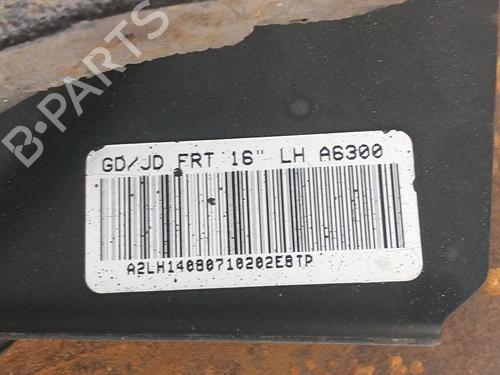 B-PARTS
GD/JD FRT 16" LH A6300
A2LH14080710202E8TP